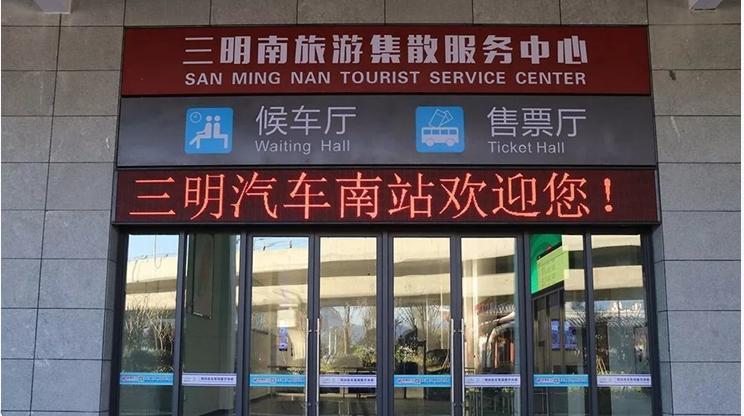 三明南旅游集散服务中心
SAN MING NAN TOURIST SERVICE CENTER
候车厅 售票厅
Waiting Hall Ticket Hall
三明汽车南站欢迎您！